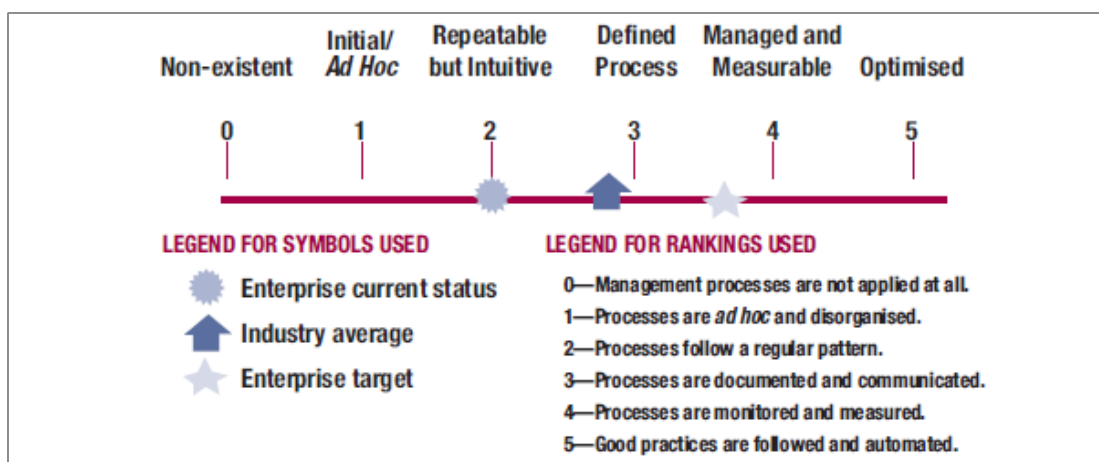 Non-existent
Initial/
Ad Hoc
Repeatable
but Intuitive
Defined
Process
Managed and
Measurable
Optimised
0 1 2 3 4 5
LEGEND FOR SYMBOLS USED
Enterprise current status
Industry average
Enterprise target
LEGEND FOR RANKINGS USED
0—Management processes are not applied at all.
1—Processes are ad hoc and disorganised.
2—Processes follow a regular pattern.
3—Processes are documented and communicated.
4—Processes are monitored and measured.
5—Good practices are followed and automated.